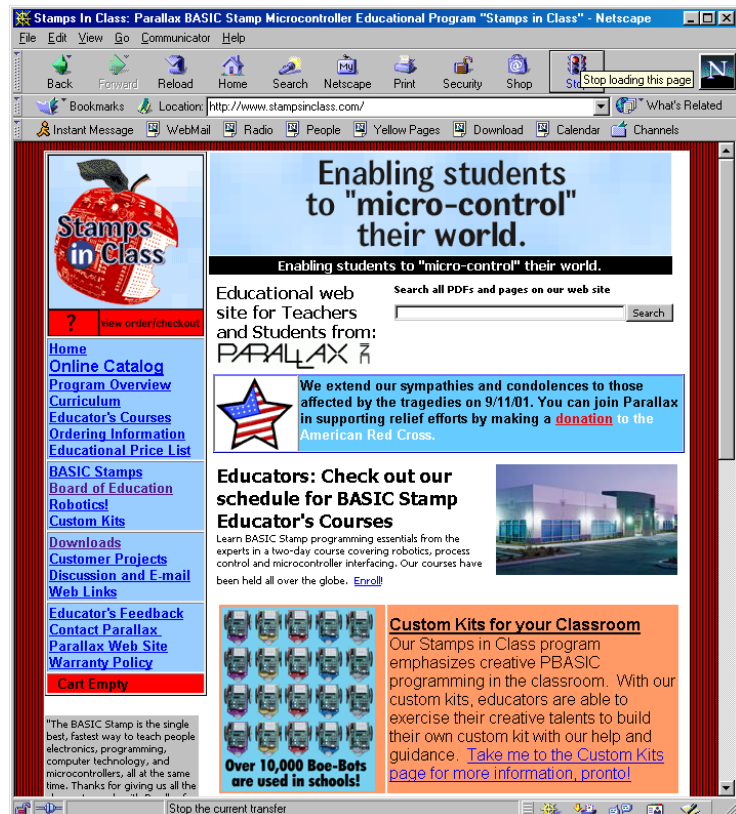 Stamps In Class: Parallax BASIC Stamp Microcontroller Educational Program "Stamps in Class" - Netscape
File Edit View Go Communicator Help
Back Forward Reload Home Search Netscape Print Security Shop Stop
Stop loading this page
N
Bookmarks Location: http://www.stampsinclass.com/ What's Related
Instant Message WebMail Radio People Yellow Pages Download Calendar Channels
Stamps
in Class
? view order/checkout
Home
Online Catalog
Program Overview
Curriculum
Educator's Courses
Ordering Information
Educational Price List
BASIC Stamps
Board of Education
Robotics!
Custom Kits
Downloads
Customer Projects
Discussion and E-mail
Web Links
Educator's Feedback
Contact Parallax
Parallax Web Site
Warranty Policy
Cart Empty
"The BASIC Stamp is the single
best, fastest way to teach people
electronics, programming,
computer technology, and
microcontrollers, all at the same
time. Thanks for giving us all the
Enabling students
to "micro-control"
their world.
Enabling students to "micro-control" their world.
Educational web
site for Teachers
and Students from:
PARALLAX
Search all PDFs and pages on our web site
Search
We extend our sympathies and condolences to those
affected by the tragedies on 9/11/01. You can join Parallax
in supporting relief efforts by making a donation to the
American Red Cross.
Educators: Check out our
schedule for BASIC Stamp
Educator's Courses
Learn BASIC Stamp programming essentials from the
experts in a two-day course covering robotics, process
control and microcontroller interfacing. Our courses have
been held all over the globe. Enroll!
Over 10,000 Boe-Bots
are used in schools!
Custom Kits for your Classroom
Our Stamps in Class program
emphasizes creative PBASIC
programming in the classroom. With our
custom kits, educators are able to
exercise their creative talents to build
their own custom kit with our help and
guidance. Take me to the Custom Kits
page for more information, pronto!
Stop the current transfer